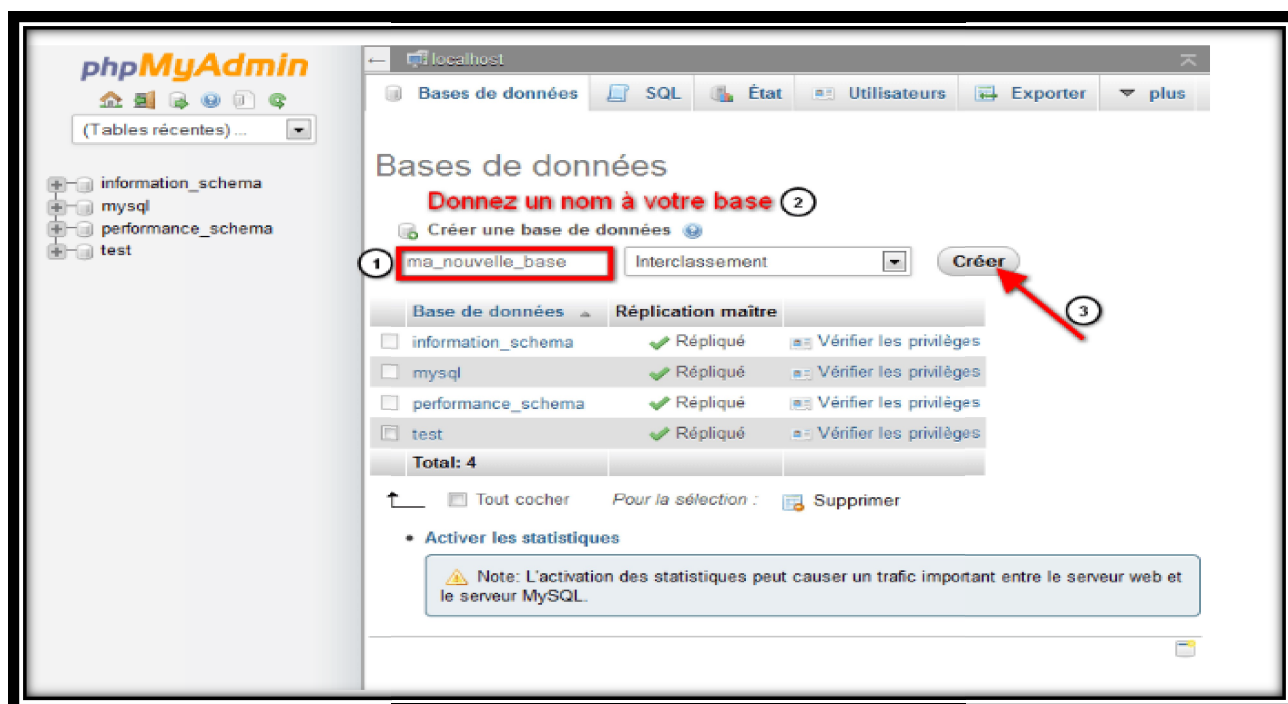 phpMyAdmin
(Tables récentes) ...
information_schema
mysql
performance_schema
test
localhost
Bases de données SQL État Utilisateurs Exporter plus
Bases de données
Donnez un nom à votre base 2
Créer une base de données
1 ma_nouvelle_base Interclassement Créer
3
Base de données Réplication maître
information_schema Répliqué Vérifier les privilèges
mysql Répliqué Vérifier les privilèges
performance_schema Répliqué Vérifier les privilèges
test Répliqué Vérifier les privilèges
Total: 4
Tout cocher Pour la sélection : Supprimer
• Activer les statistiques
Note: L'activation des statistiques peut causer un trafic important entre le serveur web et
le serveur MySQL.